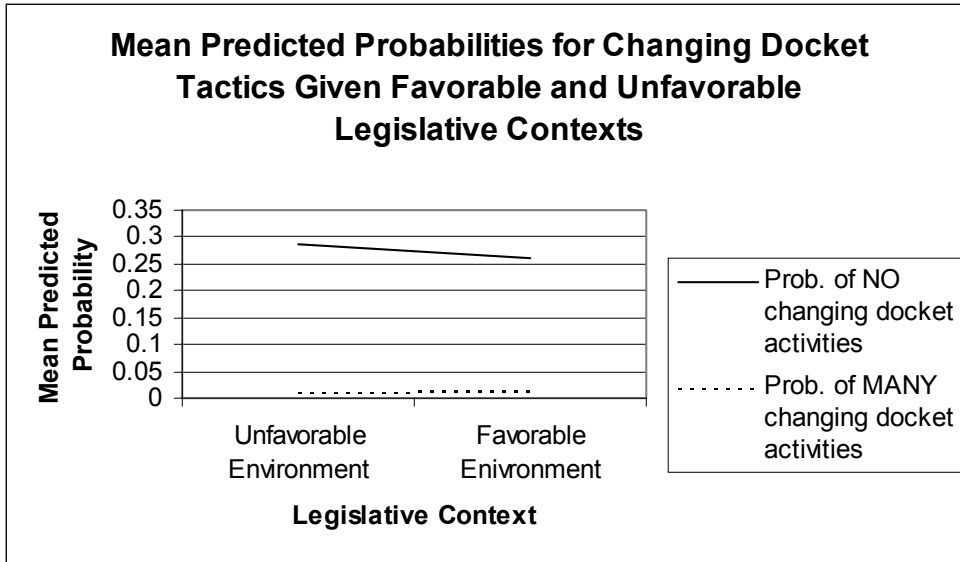 Mean Predicted Probabilities for Changing Docket
Tactics Given Favorable and Unfavorable
Legislative Contexts
Mean Predicted
Probability
0.35
0.3
0.25
0.2
0.15
0.1
0.05
0
Unfavorable
Environment
Favorable
Enivronment
Legislative Context
Prob. of NO
changing docket
activities
Prob. of MANY
changing docket
activities